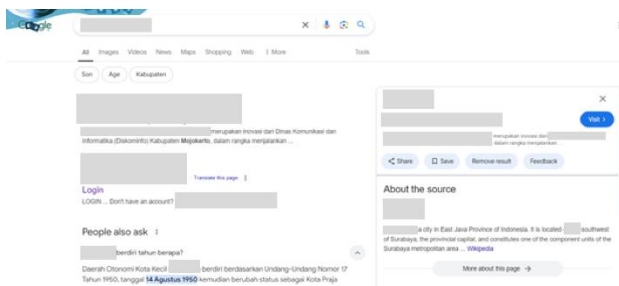 Google
All Images Videos News Maps Shopping Web More Tools
Son Age Kabupaten
merupakan inovasi dari Dinas Komunikasi dan
Informatika (Diskominfo) Kabupaten Mojokerto, dalam rangka menjalankan ...
Translate this page
Login
LOGIN ... Don't have an account?
People also ask
berdiri tahun berapa?
Daerah Otonomi Kota Kecil berdiri berdasarkan Undang-Undang Nomor 17
Tahun 1950, tanggal 14 Agustus 1950 kemudian berubah status sebagai Kota Praja
Visit
merupakan inovasi dari
dalam rangka menjalankan ...
Share Save Remove result Feedback
About the source
a city in East Java Province of Indonesia. It is located southwest
of Surabaya, the provincial capital, and constitutes one of the component units of the
Surabaya metropolitan area ... Wikipedia
More about this page →